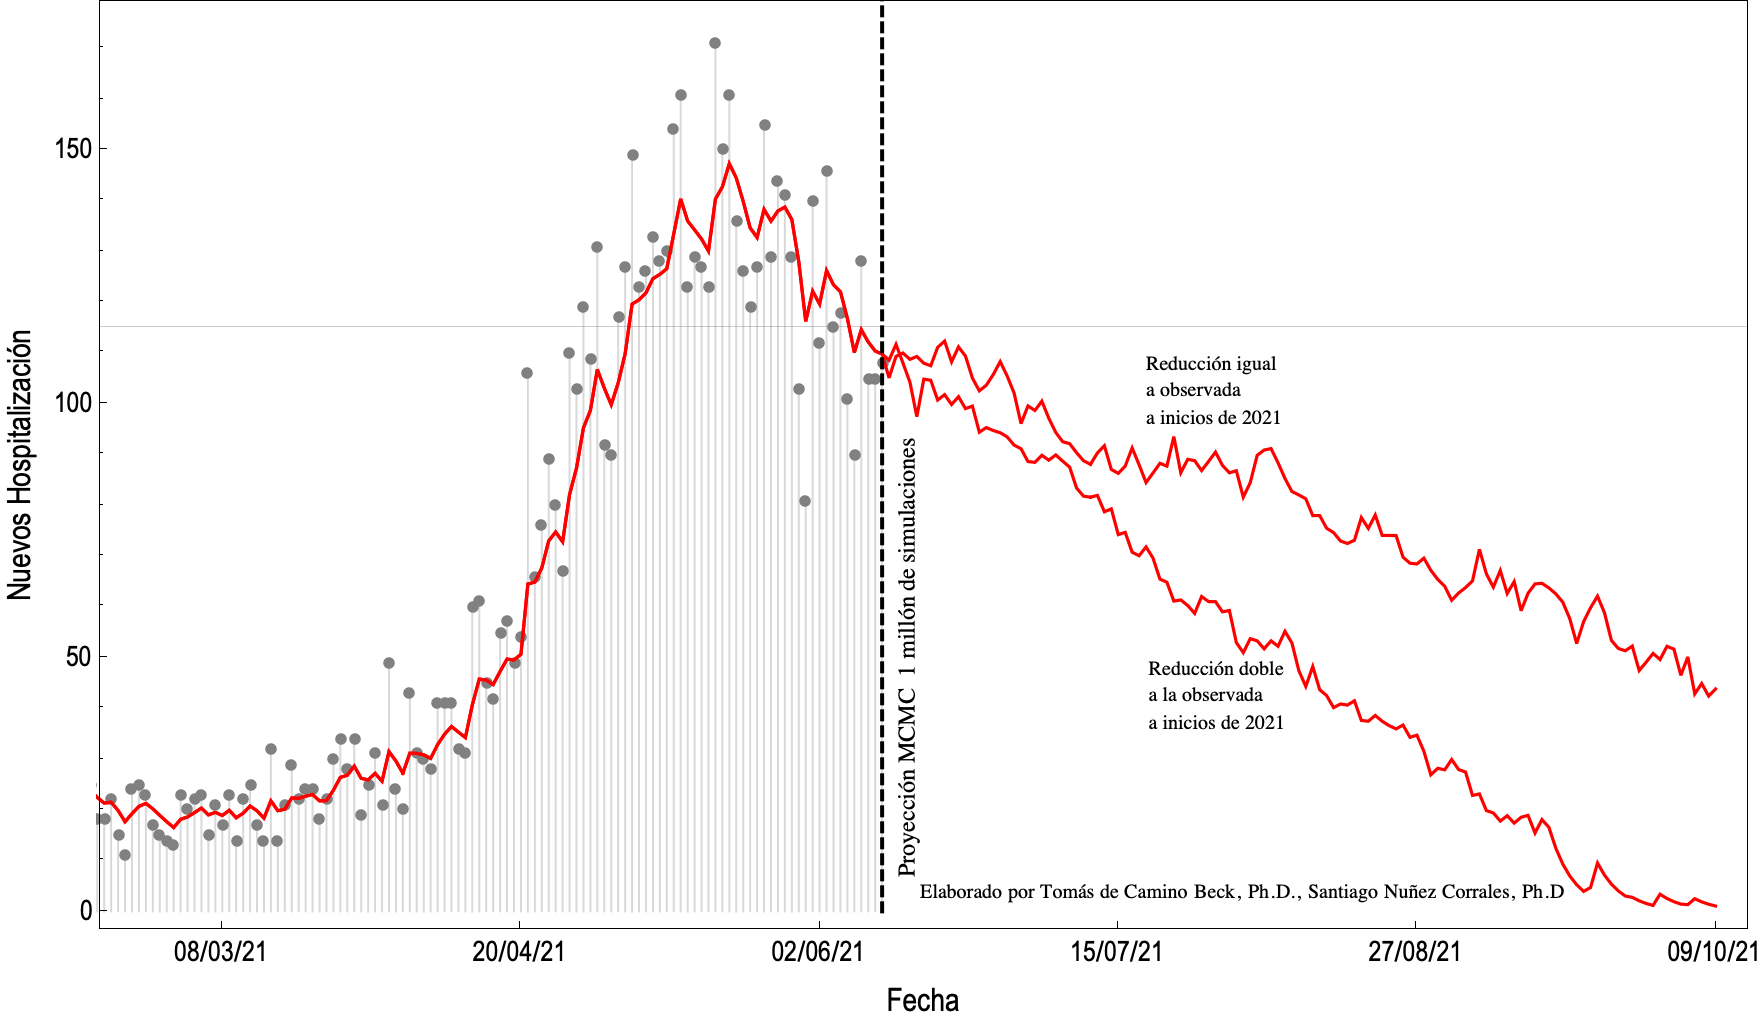 150
100
50
0
Nuevos Hospitalización
Reducción igual
a observada
a inicios de 2021
Proyección MCMC 1 millón de simulaciones
Reducción doble
a la observada
a inicios de 2021
Elaborado por Tomás de Camino Beck, Ph.D., Santiago Nuñez Corrales, Ph.D
08/03/21
20/04/21
02/06/21
15/07/21
27/08/21
09/10/21
Fecha